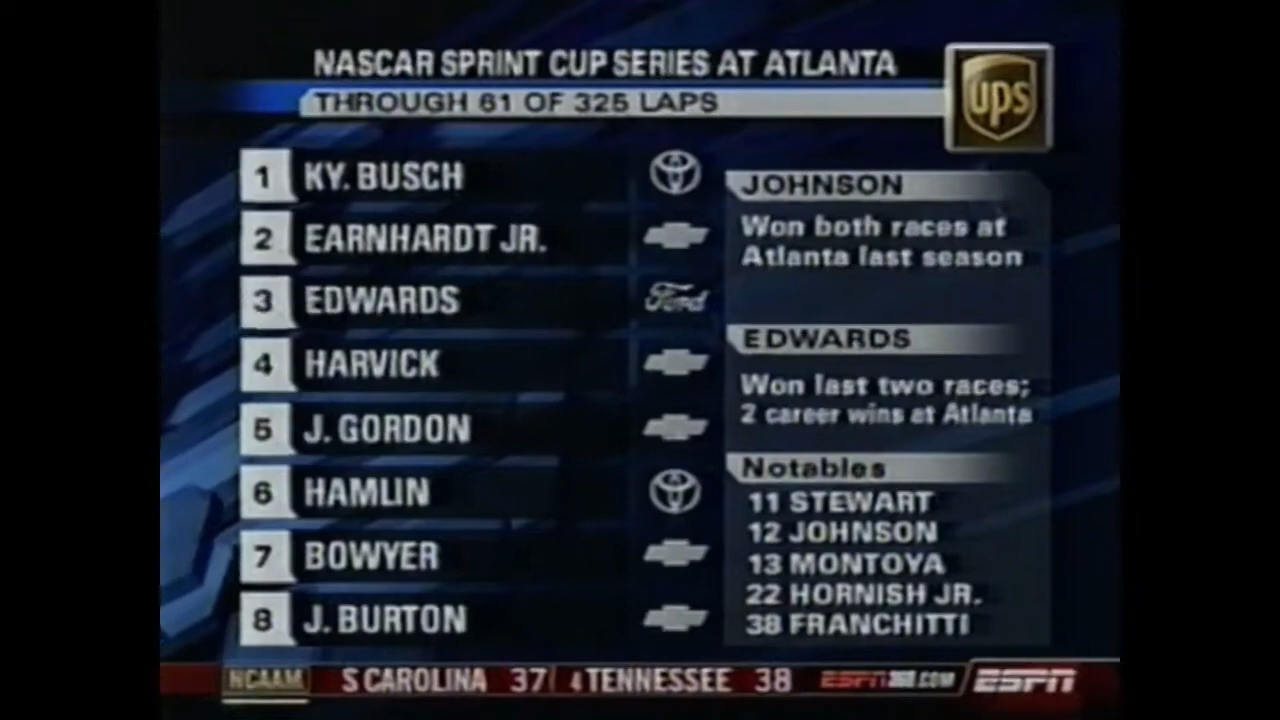 NASCAR SPRINT CUP SERIES AT ATLANTA
THROUGH 61 OF 325 LAPS
ups
1 KY. BUSCH
2 EARNHARDT JR.
3 EDWARDS Ford
4 HARVICK
5 J. GORDON
6 HAMLIN
7 BOWYER
8 J. BURTON
JOHNSON
Won both races at
Atlanta last season
EDWARDS
Won last two races;
2 career wins at Atlanta
Notables
11 STEWART
12 JOHNSON
13 MONTOYA
22 HORNISH JR.
38 FRANCHITTI
NCAAM S CAROLINA 37 4 TENNESSEE 38 ESPN360.COM ESPN